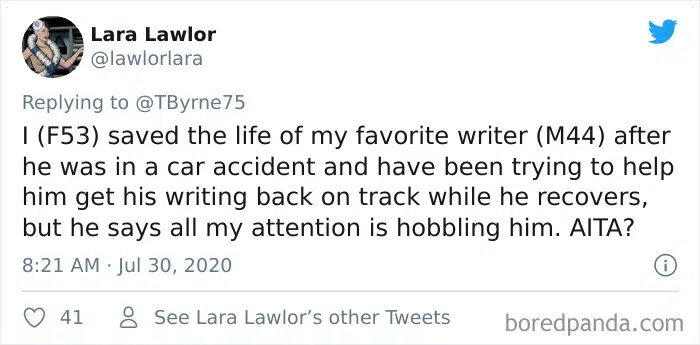 Lara Lawlor
@lawlorlara
Replying to @TByrne75
I (F53) saved the life of my favorite writer (M44) after
he was in a car accident and have been trying to help
him get his writing back on track while he recovers,
but he says all my attention is hobbling him. AITA?
8:21 AM · Jul 30, 2020
41 See Lara Lawlor’s other Tweets
boredpanda.com